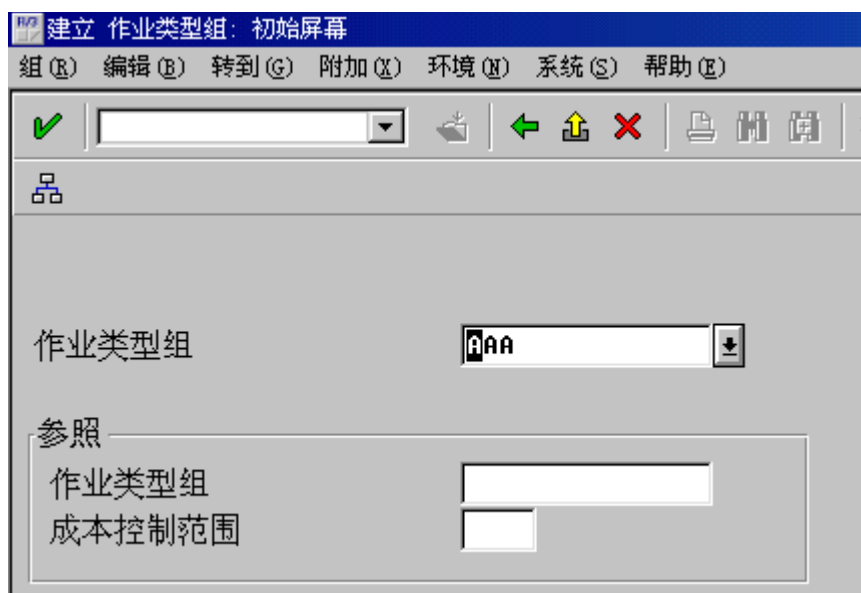 建立 作业类型组: 初始屏幕
组(R) 编辑(B) 转到(G) 附加(X) 环境(N) 系统(S) 帮助(E)
作业类型组 AAA
参照
作业类型组
成本控制范围